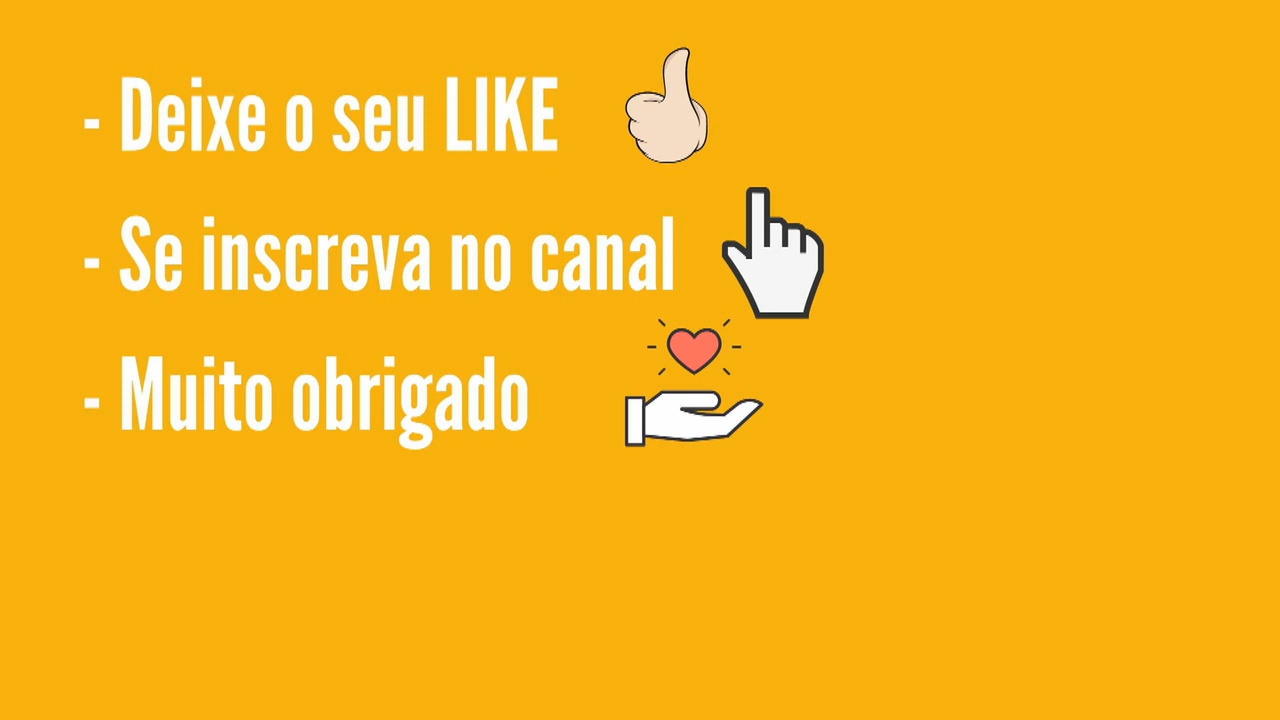 - Deixe o seu LIKE
- Se inscreva no canal
- Muito obrigado